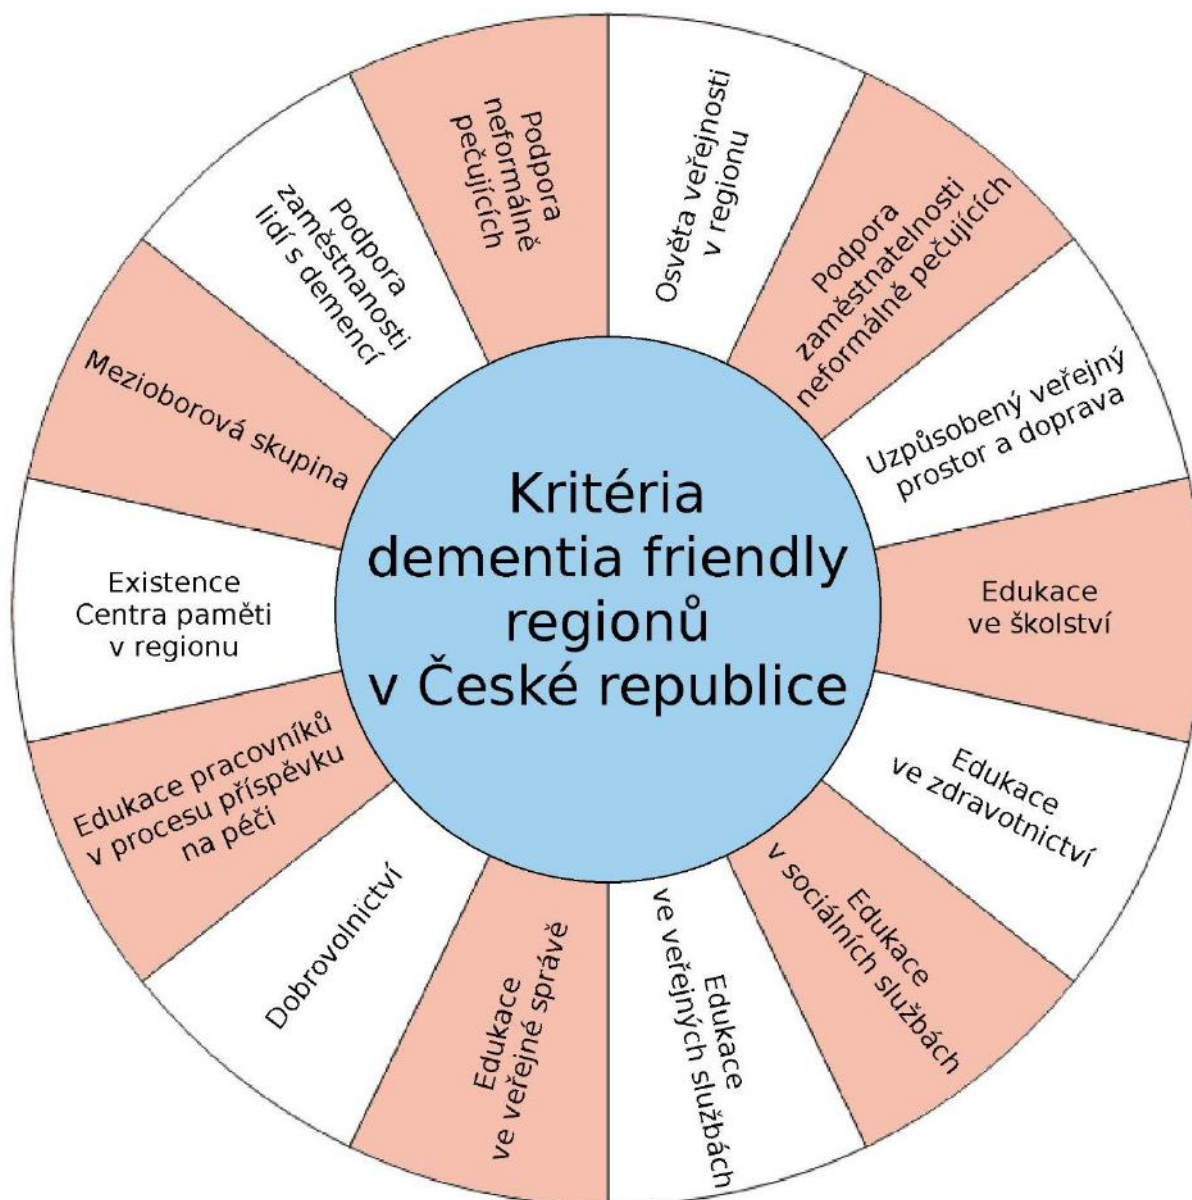 Kritéria
dementia friendly
regionů
v České republice
Osvěta veřejnosti
v regionu
Podpora
zaměstnatelnosti
neformálně pečujících
Uzpůsobený veřejný
prostor a doprava
Edukace
ve školství
Edukace
ve zdravotnictví
Edukace
v sociálních službách
Edukace
ve veřejných službách
Edukace
ve veřejné správě
Dobrovolnictví
Edukace pracovníků
v procesu příspěvku
na péči
Existence
Centra paměti
v regionu
Mezioborová skupina
Podpora
zaměstnanosti
lidí s demencí
Podpora
neformálně
pečujících